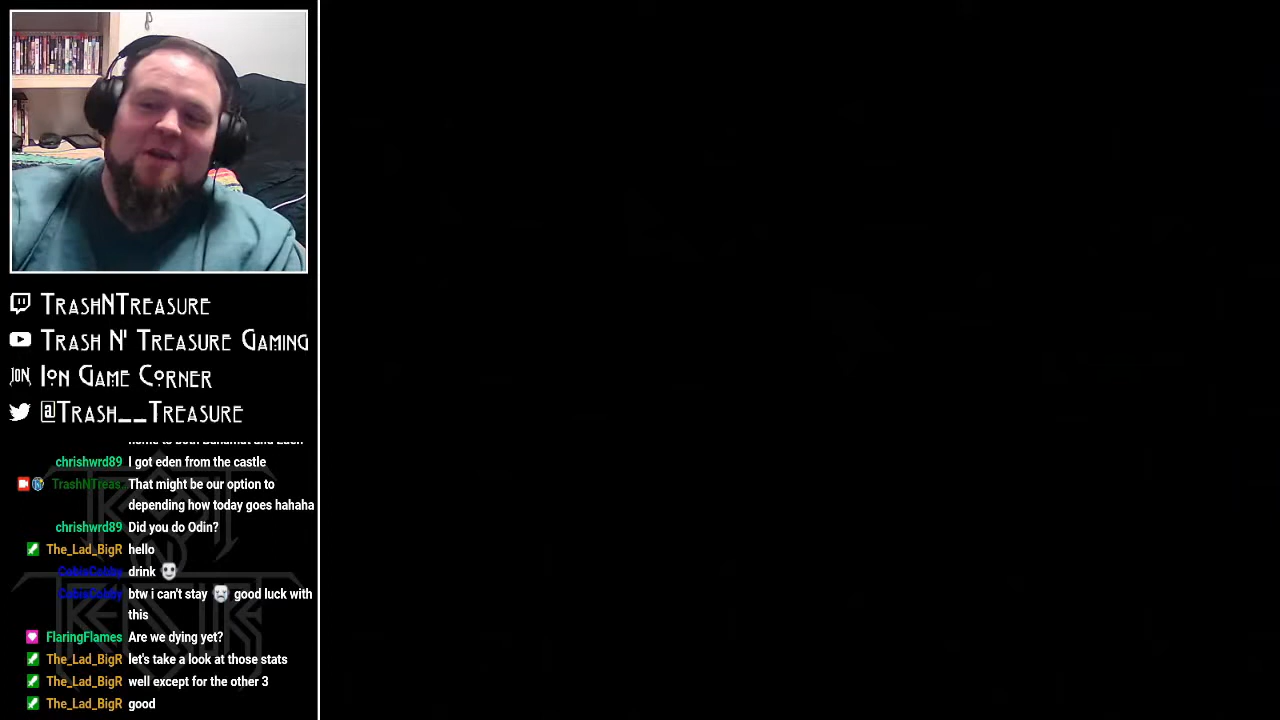 TrashNTreasure
Trash N' Treasure Gaming
JON Ion Game Corner
@Trash__Treasure
chrishwrd89 I got eden from the castle
TrashNTreas. That might be our option to
depending how today goes hahaha
chrishwrd89 Did you do Odin?
The_Lad_BigR hello
drink
btw i can't stay good luck with
this
FlaringFlames Are we dying yet?
The_Lad_BigR let's take a look at those stats
The_Lad_BigR well except for the other 3
The_Lad_BigR good